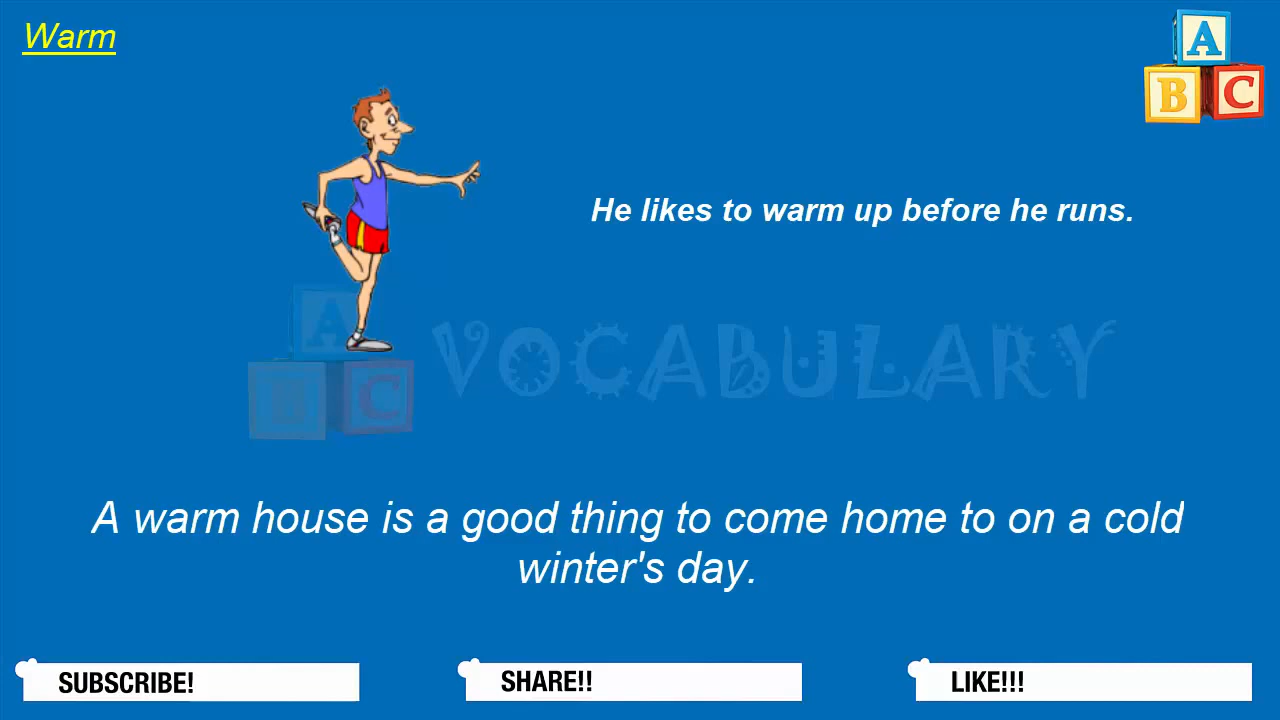 Warm
A
B C
He likes to warm up before he runs.
A
B C
VOCABULARY
A warm house is a good thing to come home to on a cold
winter's day.
SUBSCRIBE!
SHARE!!
LIKE!!!